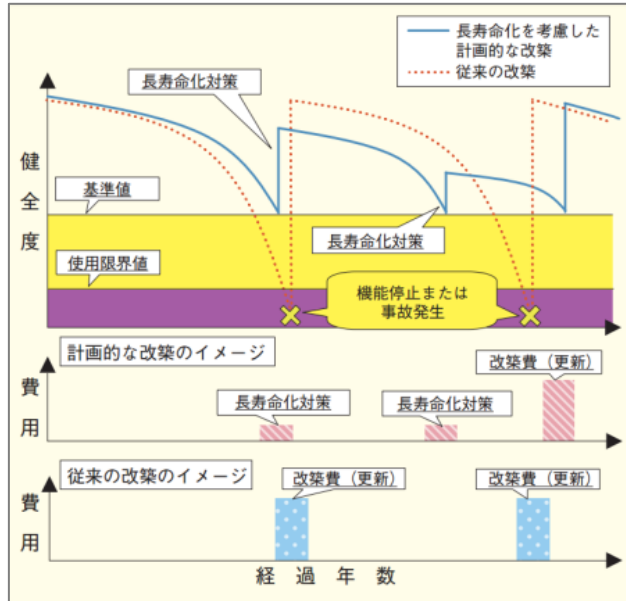 長寿命化を考慮した
計画的な改築
従来の改築
長寿命化対策
健全度
基準値
長寿命化対策
使用限界値
機能停止または
事故発生
計画的な改築のイメージ
改築費（更新）
費用
長寿命化対策
長寿命化対策
従来の改築のイメージ
改築費（更新）
改築費（更新）
費用
経過年数